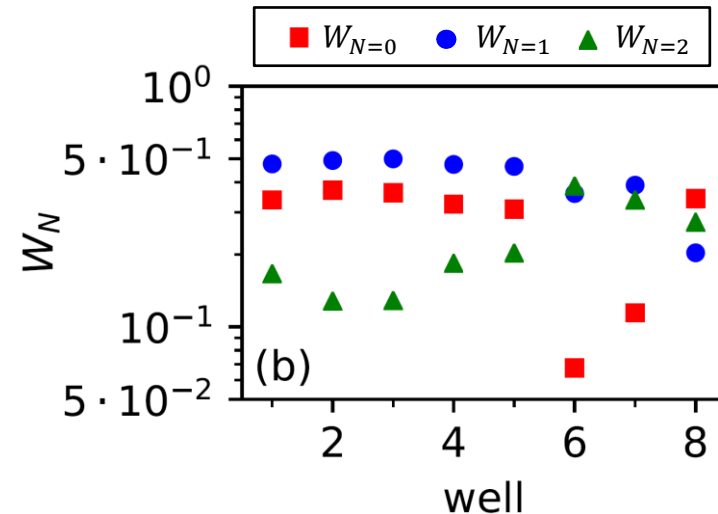 W_{N=0} W_{N=1} W_{N=2}
10^0
5 · 10^{-1}
W_N
10^{-1}
(b)
5 · 10^{-2}
2 4 6 8
well